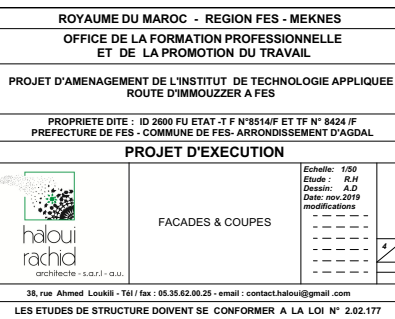 ROYAUME DU MAROC - REGION FES - MEKNES
OFFICE DE LA FORMATION PROFESSIONNELLE
ET DE LA PROMOTION DU TRAVAIL
PROJET D'AMENAGEMENT DE L'INSTITUT DE TECHNOLOGIE APPLIQUEE
ROUTE D'IMMOUZZER A FES
PROPRIETE DITE : ID 2600 FU ETAT -T F N°8514/F ET TF N° 8424 /F
PREFECTURE DE FES - COMMUNE DE FES- ARRONDISSEMENT D'AGDAL
PROJET D'EXECUTION
haloui
rachid
architecte - s.a.r.l - a.u.
FACADES & COUPES
Echelle: 1/50
Etude : R.H
Dessin: A.D
Date: nov.2019
modifications
4
38, rue Ahmed Loukili - Tél / fax : 05.35.62.00.25 - email : contact.haloui@gmail .com
LES ETUDES DE STRUCTURE DOIVENT SE CONFORMER A LA LOI N° 2.02.177